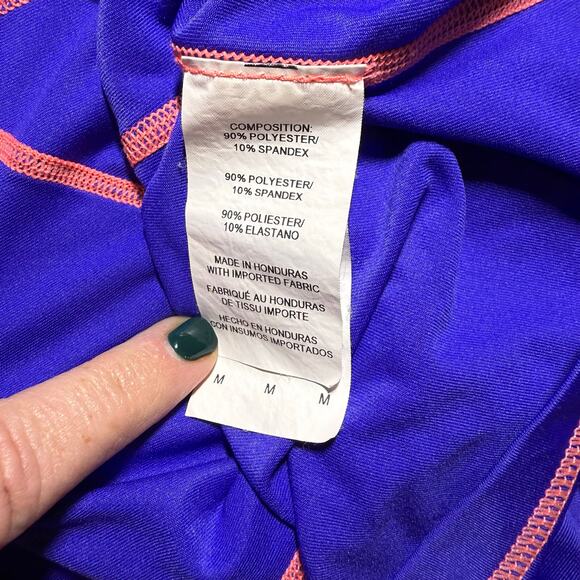 COMPOSITION:
90% POLYESTER/
10% SPANDEX
90% POLYESTER/
10% SPANDEX
90% POLIESTER/
10% ELASTANO
MADE IN HONDURAS
WITH IMPORTED FABRIC
FABRIQUÉ AU HONDURAS
DE TISSU IMPORTE
HECHO EN HONDURAS
CON INSUMOS IMPORTADOS
M M M